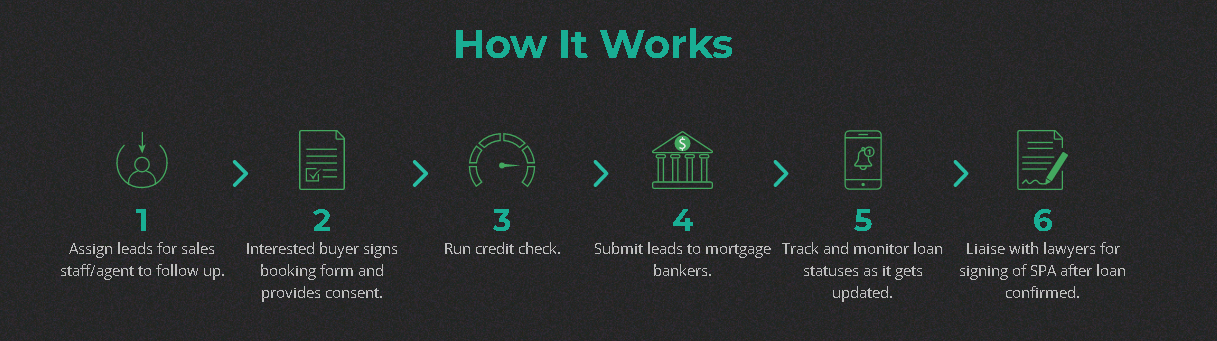 How It Works
$
1
1
Assign leads for sales
staff/agent to follow up.
2
Interested buyer signs
booking form and
provides consent.
3
Run credit check.
4
Submit leads to mortgage
bankers.
5
Track and monitor loan
statuses as it gets
updated.
6
Liaise with lawyers for
signing of SPA after loan
confirmed.